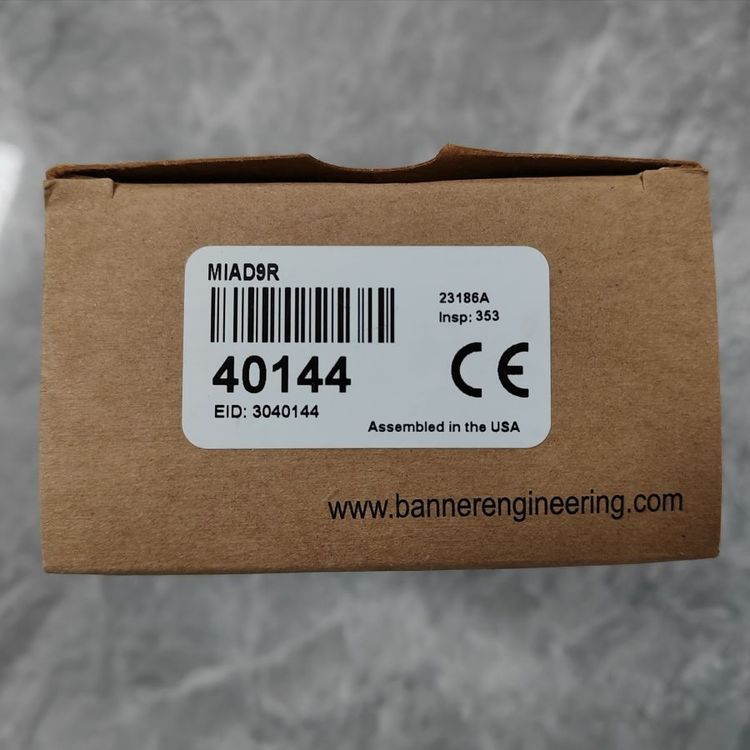 MIAD9R
23186A
Insp: 353
40144
CE
EID: 3040144
Assembled in the USA
www.bannerengineering.com